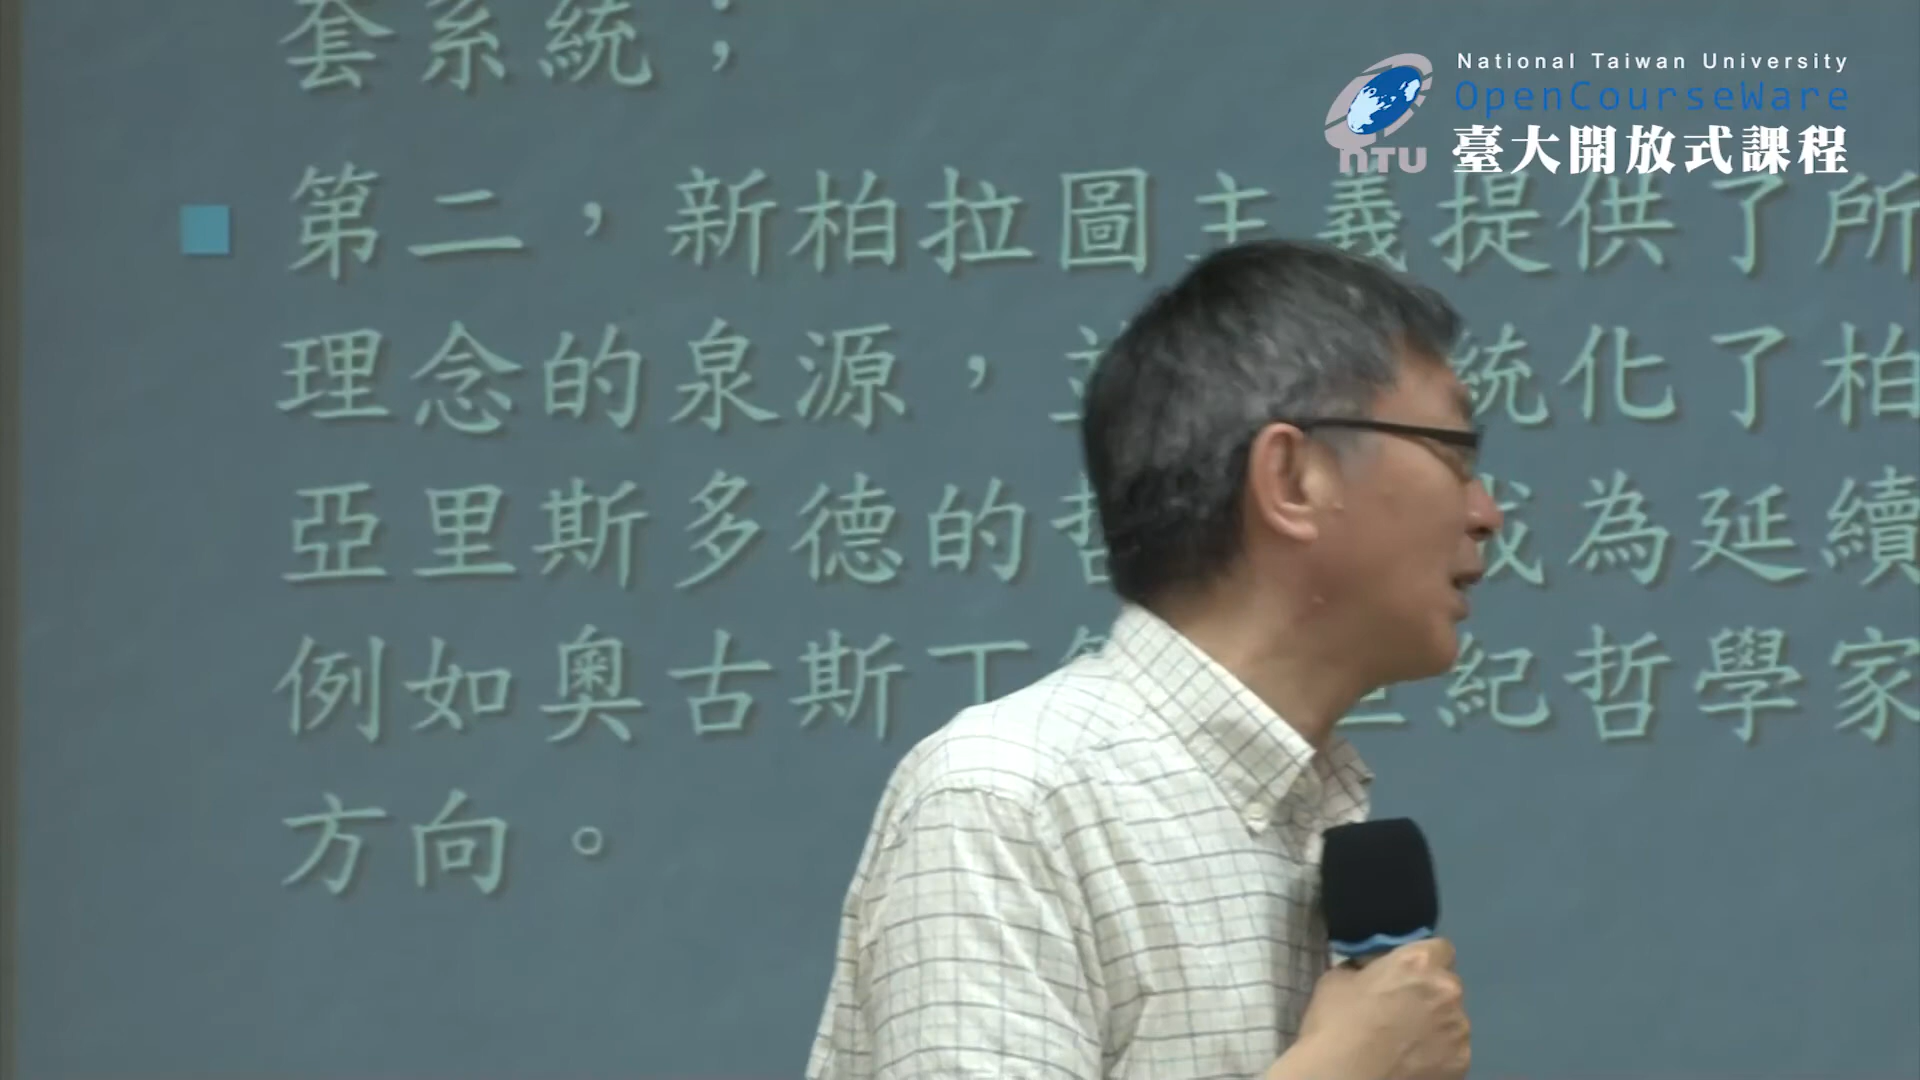 套系統；
National Taiwan University
OpenCourseWare
臺大開放式課程
NTU
第二，新柏拉圖主義提供了所
理念的泉源，並 統化了柏
亞里斯多德的哲 成為延續
例如奧古斯丁 世紀哲學家
方向。